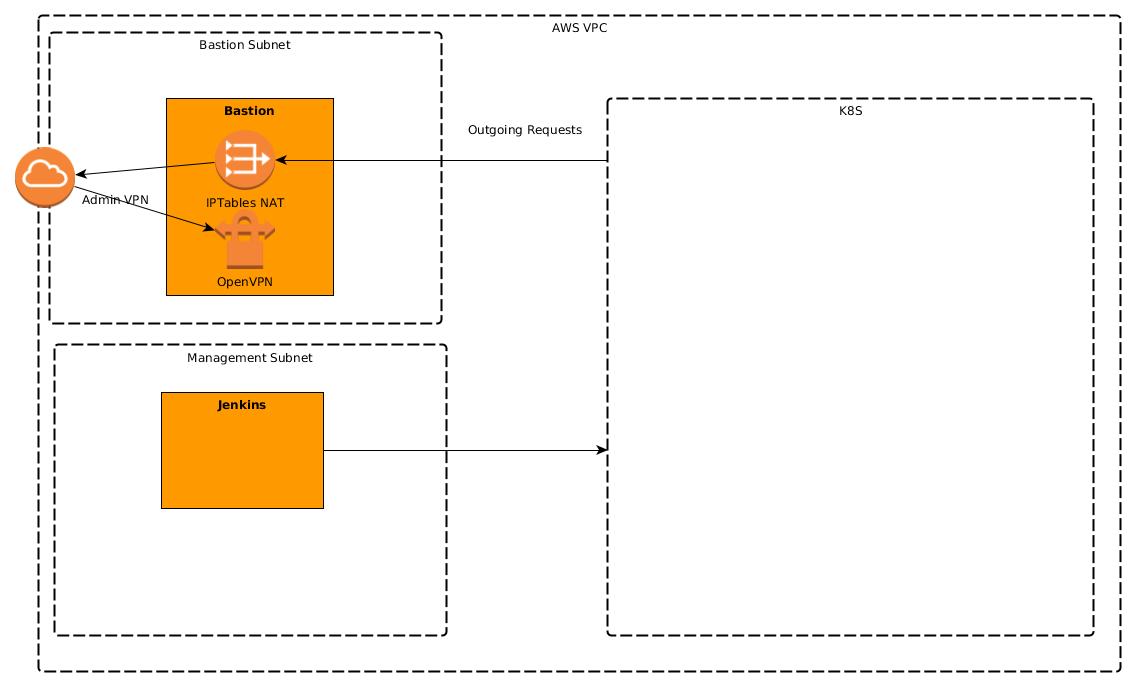 AWS VPC
Bastion Subnet
Bastion
K8S
Outgoing Requests
Admin VPN
IPTables NAT
OpenVPN
Management Subnet
Jenkins